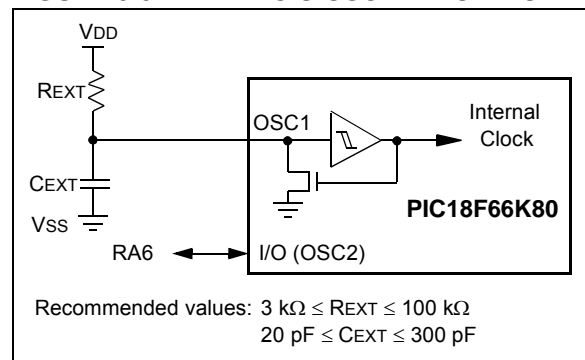 VDD
REXT
OSC1
Internal
Clock
CEXT
PIC18F66K80
VSS
RA6
I/O (OSC2)
Recommended values: 3 kΩ ≤ REXT ≤ 100 kΩ
20 pF ≤ CEXT ≤ 300 pF